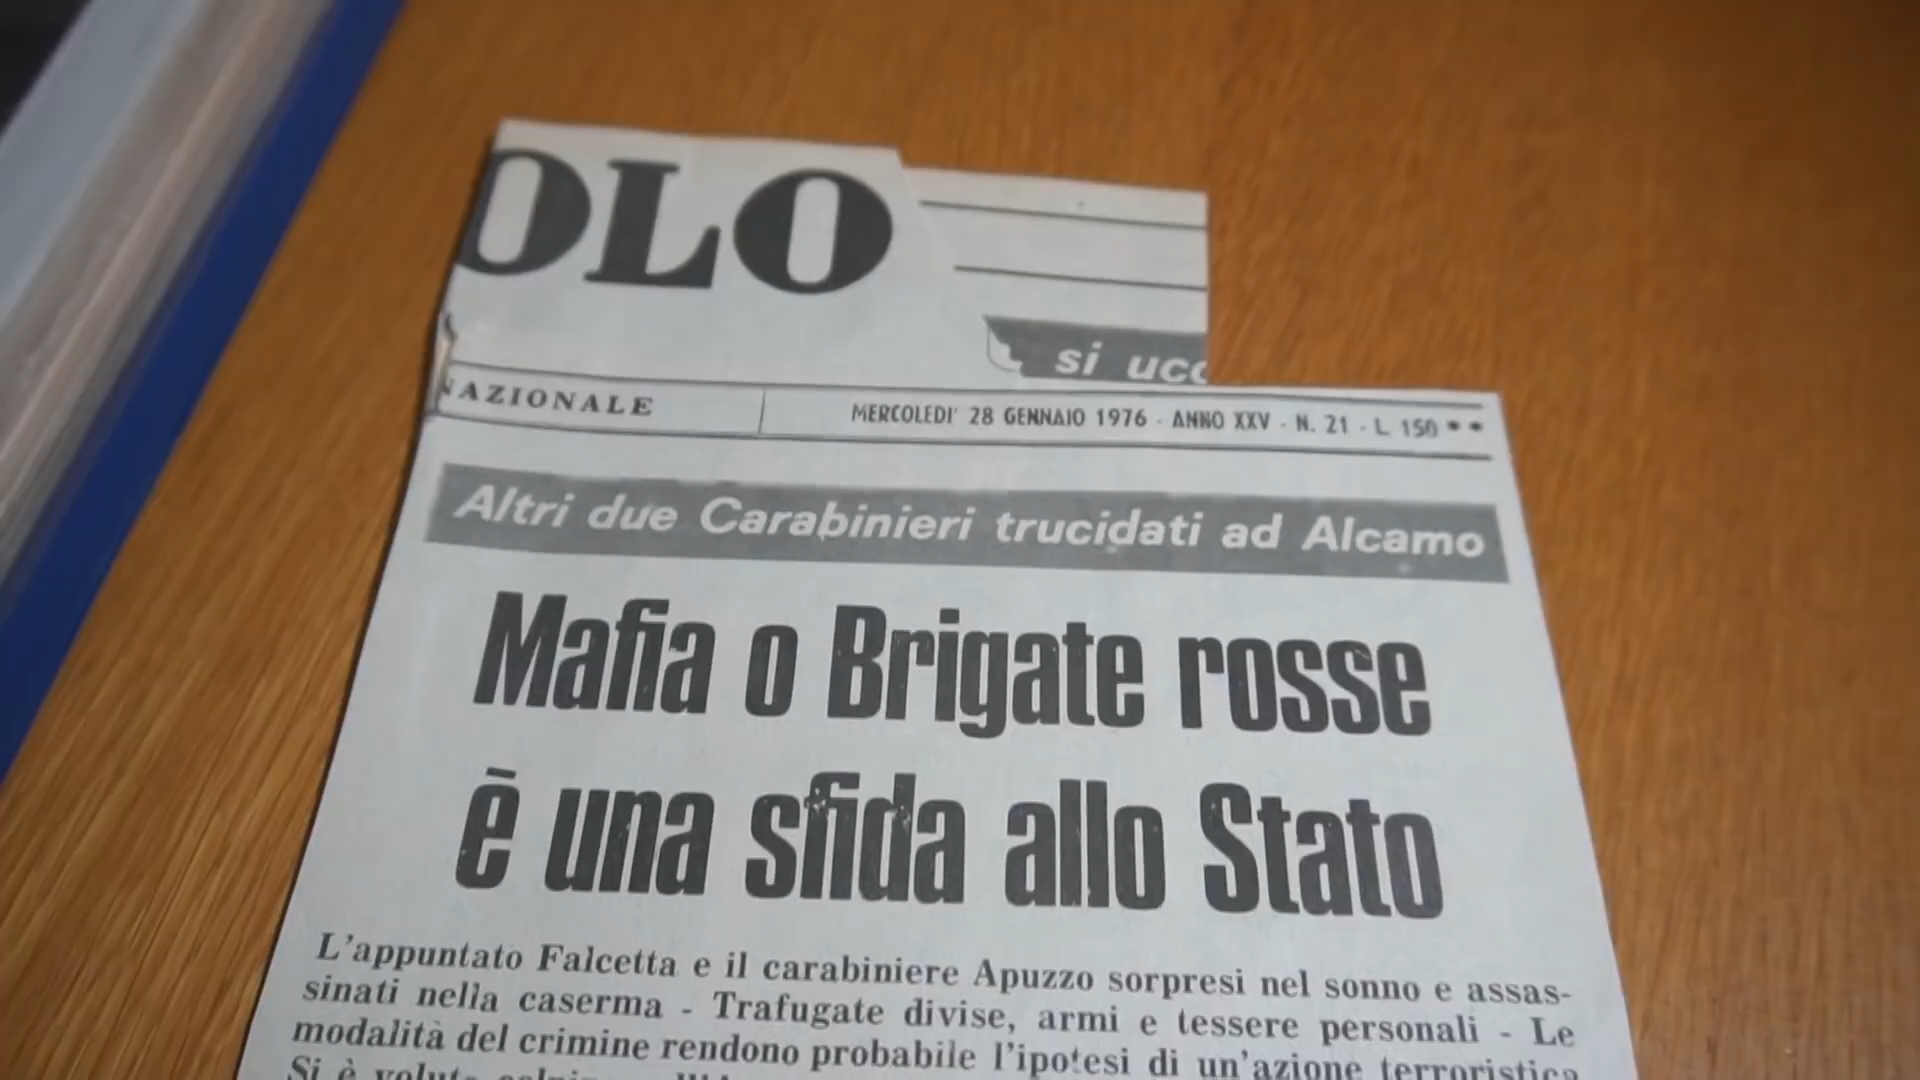 OLO
si ucc
NAZIONALE
MERCOLEDI' 28 GENNAIO 1976 - ANNO XXV - N. 21 - L. 150 * *
Altri due Carabinieri trucidati ad Alcamo
Mafia o Brigate rosse
è una sfida allo Stato
L'appuntato Falcetta e il carabiniere Apuzzo sorpresi nel sonno e assas-
sinati nella caserma - Trafugate divise, armi e tessere personali - Le
modalità del crimine rendono probabile l'ipotesi di un'azione terroristica
Si è voluto